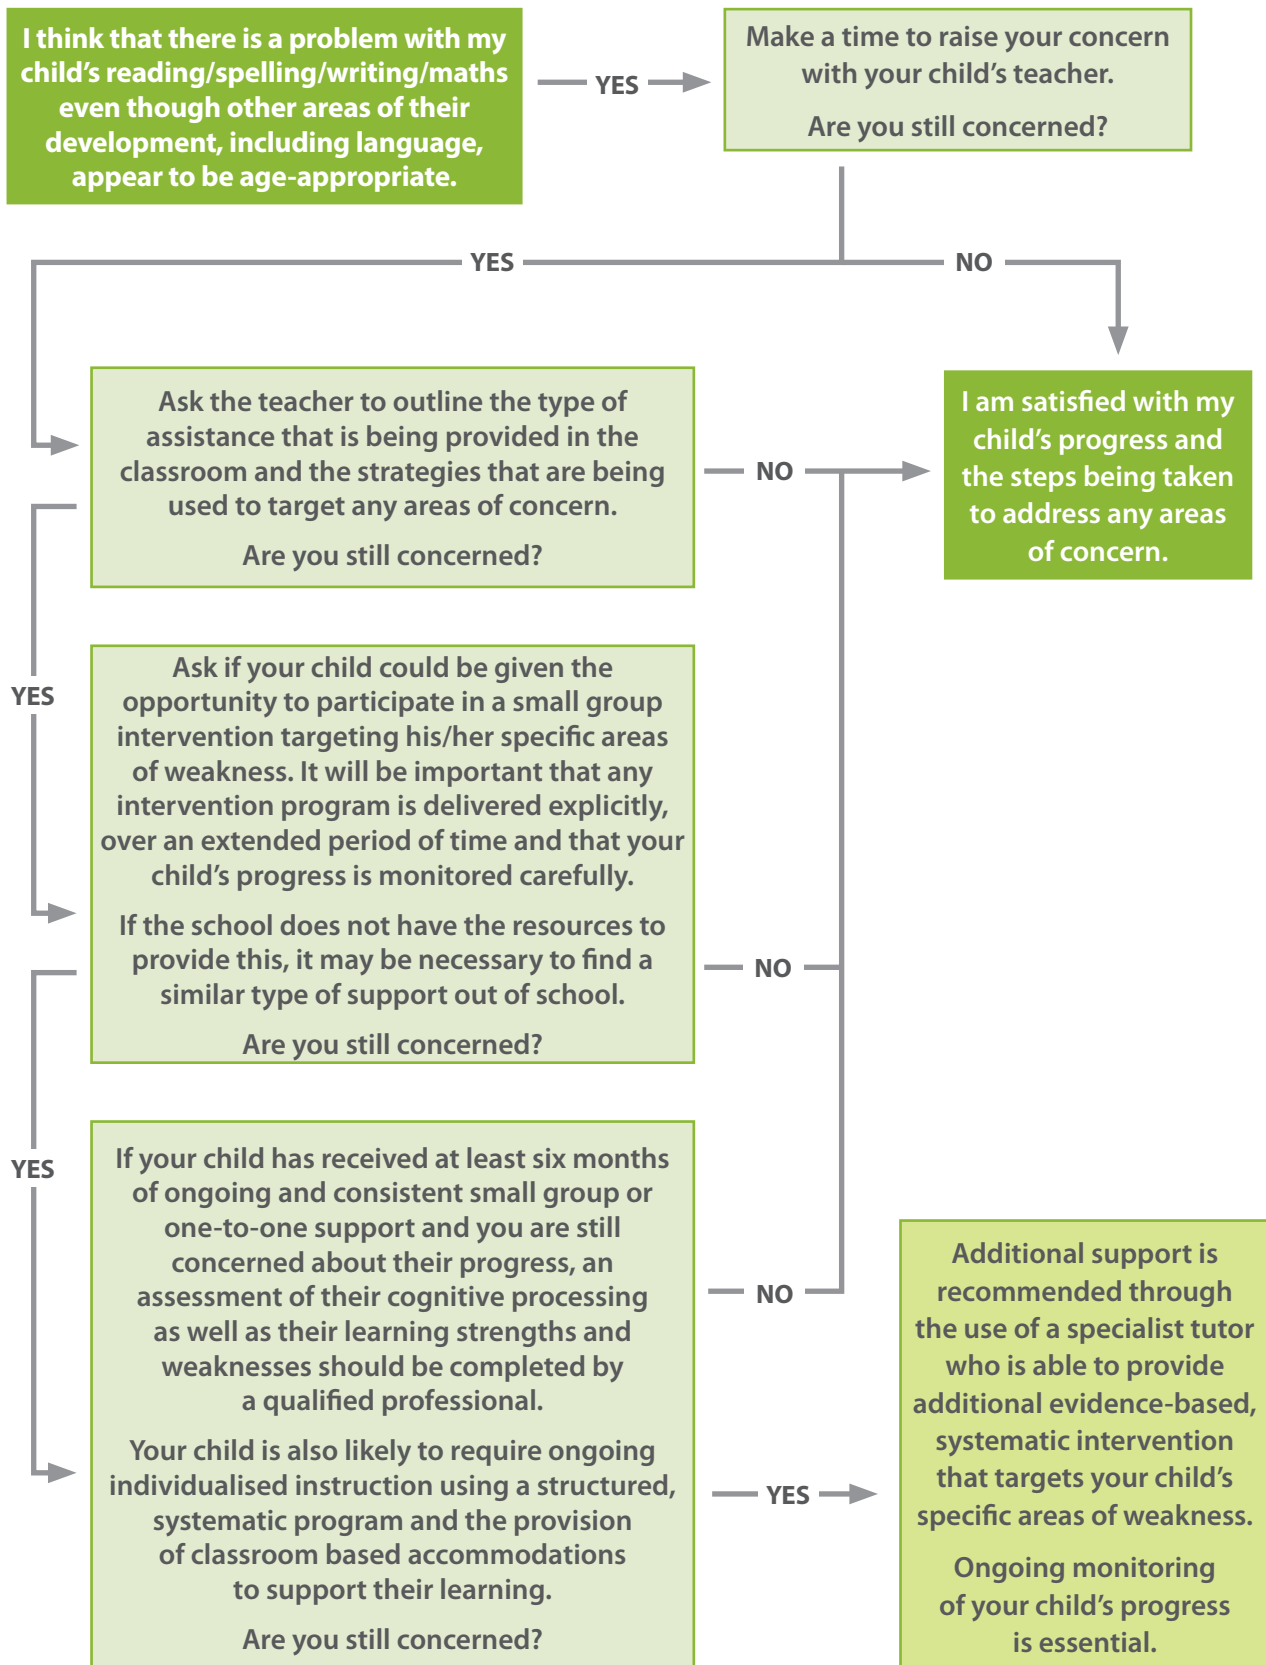 I think that there is a problem with my
child’s reading/spelling/writing/maths
even though other areas of their
development, including language,
appear to be age-appropriate.
YES
Make a time to raise your concern
with your child’s teacher.
Are you still concerned?
YES
NO
Ask the teacher to outline the type of
assistance that is being provided in the
classroom and the strategies that are being
used to target any areas of concern.
Are you still concerned?
NO
I am satisfied with my
child’s progress and
the steps being taken
to address any areas
of concern.
YES
Ask if your child could be given the
opportunity to participate in a small group
intervention targeting his/her specific areas
of weakness. It will be important that any
intervention program is delivered explicitly,
over an extended period of time and that your
child’s progress is monitored carefully.
If the school does not have the resources to
provide this, it may be necessary to find a
similar type of support out of school.
Are you still concerned?
NO
YES
If your child has received at least six months
of ongoing and consistent small group or
one-to-one support and you are still
concerned about their progress, an
assessment of their cognitive processing
as well as their learning strengths and
weaknesses should be completed by
a qualified professional.
Your child is also likely to require ongoing
individualised instruction using a structured,
systematic program and the provision
of classroom based accommodations
to support their learning.
Are you still concerned?
NO
YES
Additional support is
recommended through
the use of a specialist tutor
who is able to provide
additional evidence-based,
systematic intervention
that targets your child’s
specific areas of weakness.
Ongoing monitoring
of your child’s progress
is essential.